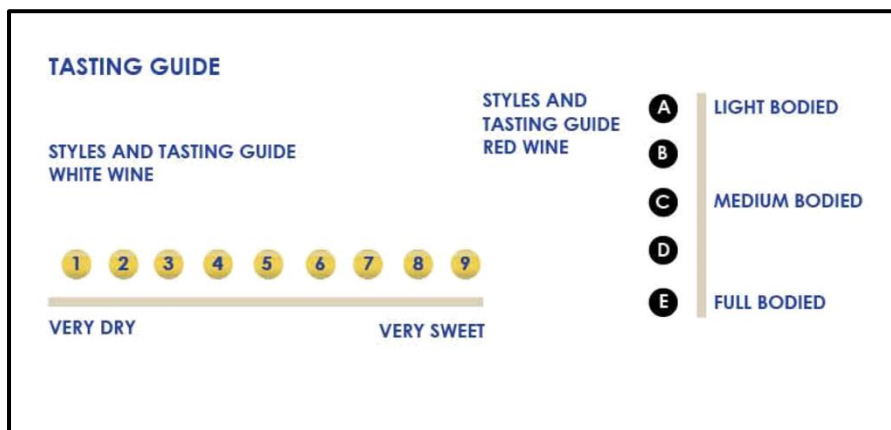 TASTING GUIDE
STYLES AND TASTING GUIDE
WHITE WINE
1 2 3 4 5 6 7 8 9
VERY DRY VERY SWEET
STYLES AND
TASTING GUIDE
RED WINE
A LIGHT BODIED
B
C MEDIUM BODIED
D
E FULL BODIED